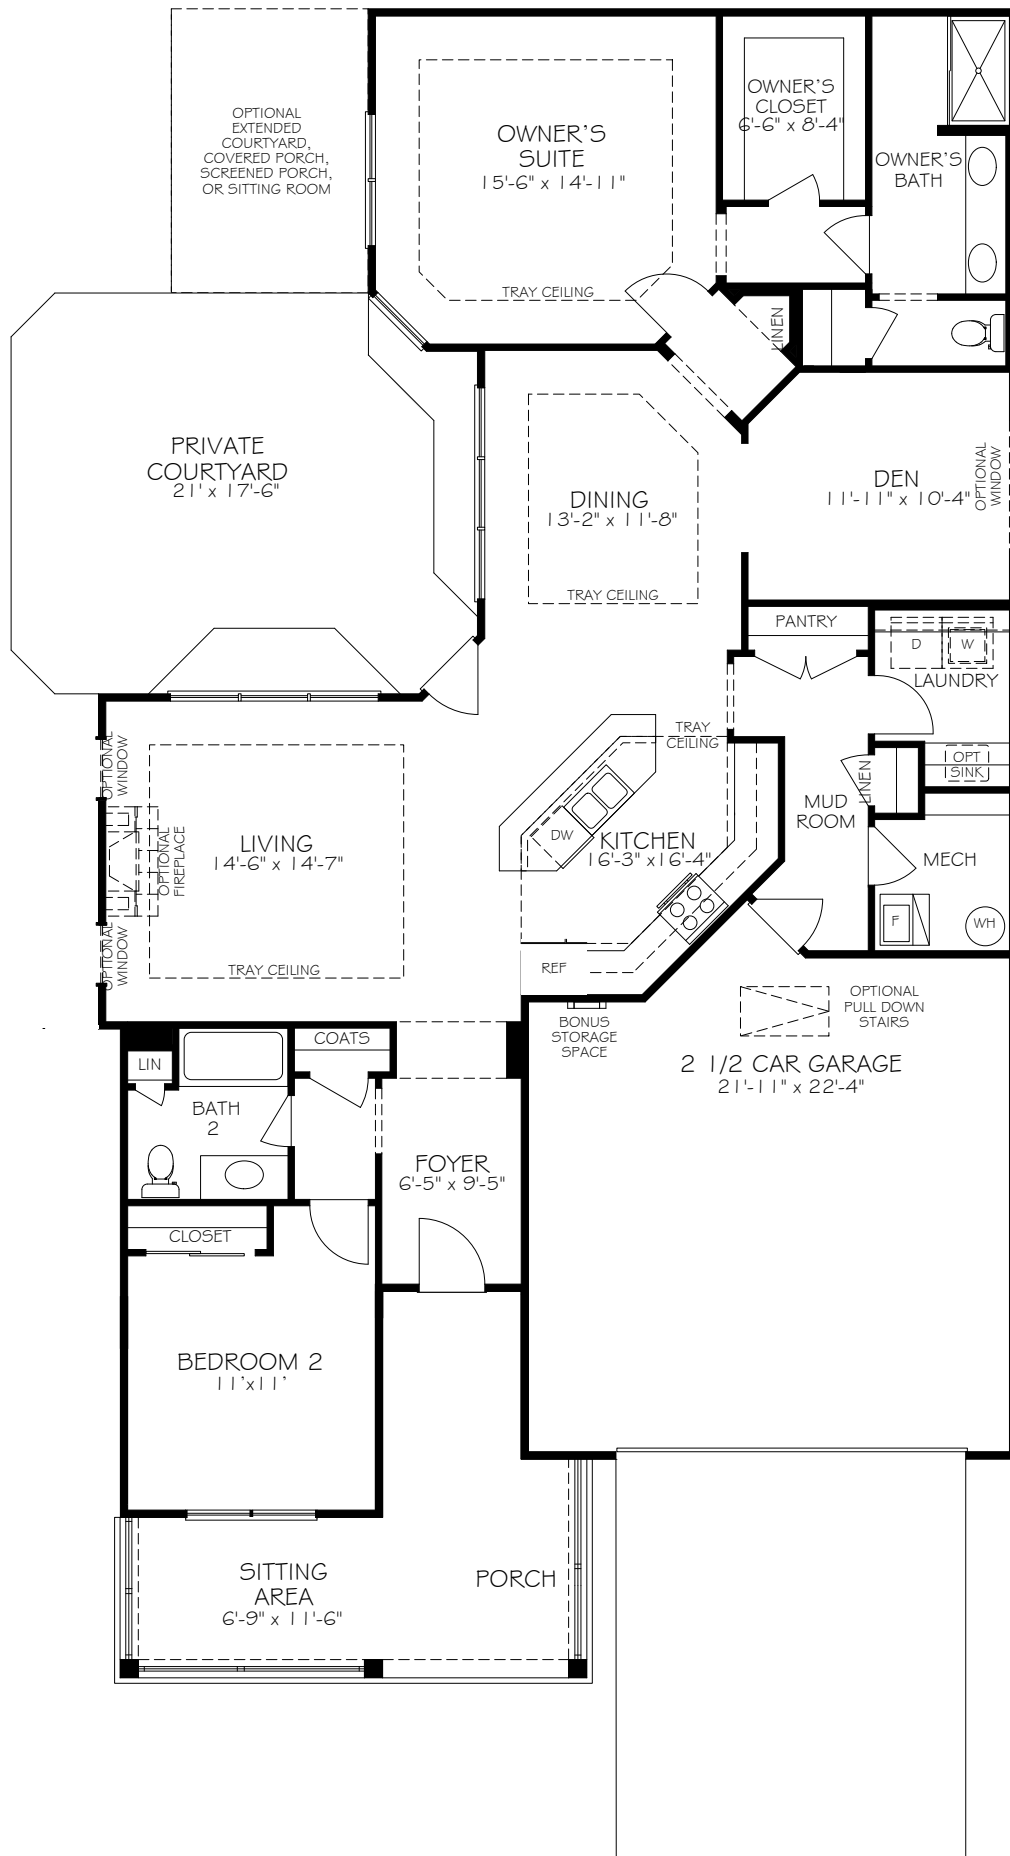 OPTIONAL
EXTENDED
COURTYARD,
COVERED PORCH,
SCREENED PORCH,
OR SITTING ROOM
OWNER'S
SUITE
15'-6" x 14'-11"
TRAY CEILING
OWNER'S
CLOSET
6'-6" x 8'-4"
OWNER'S
BATH
LINEN
PRIVATE
COURTYARD
21' x 17'-6"
DINING
13'-2" x 11'-8"
TRAY CEILING
DEN
11'-11" x 10'-4"
OPTIONAL
WINDOW
PANTRY
D
W
LAUNDRY
OPT
SINK
LINEN
MUD
ROOM
MECH
F
WH
TRAY
CEILING
DW
KITCHEN
16'-3" x16'-4"
REF
OPTIONAL
WINDOW
LIVING
14'-6" x 14'-7"
OPTIONAL
FIREPLACE
OPTIONAL
WINDOW
TRAY CEILING
BONUS
STORAGE
SPACE
OPTIONAL
PULL DOWN
STAIRS
2 1/2 CAR GARAGE
21'-11" x 22'-4"
COATS
LIN
BATH
2
FOYER
6'-5" x 9'-5"
CLOSET
BEDROOM 2
11'x11'
SITTING
AREA
6'-9" x 11'-6"
PORCH